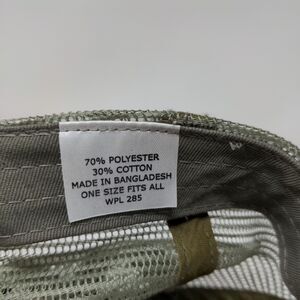 70% POLYESTER
30% COTTON
MADE IN BANGLADESH
ONE SIZE FITS ALL
WPL 285